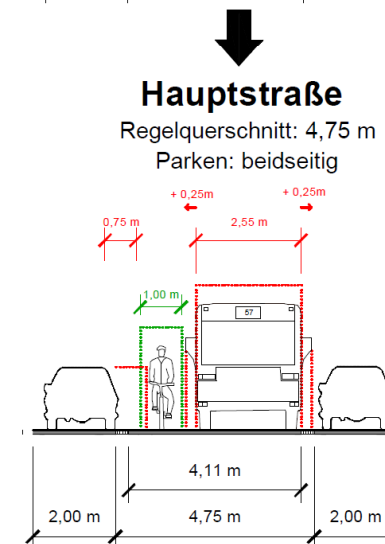 Hauptstraße
Regelquerschnitt: 4,75 m
Parken: beidseitig
+ 0,25m
+ 0,25m
0,75 m
2,55 m
1,00 m
57
4,11 m
2,00 m
4,75 m
2,00 m